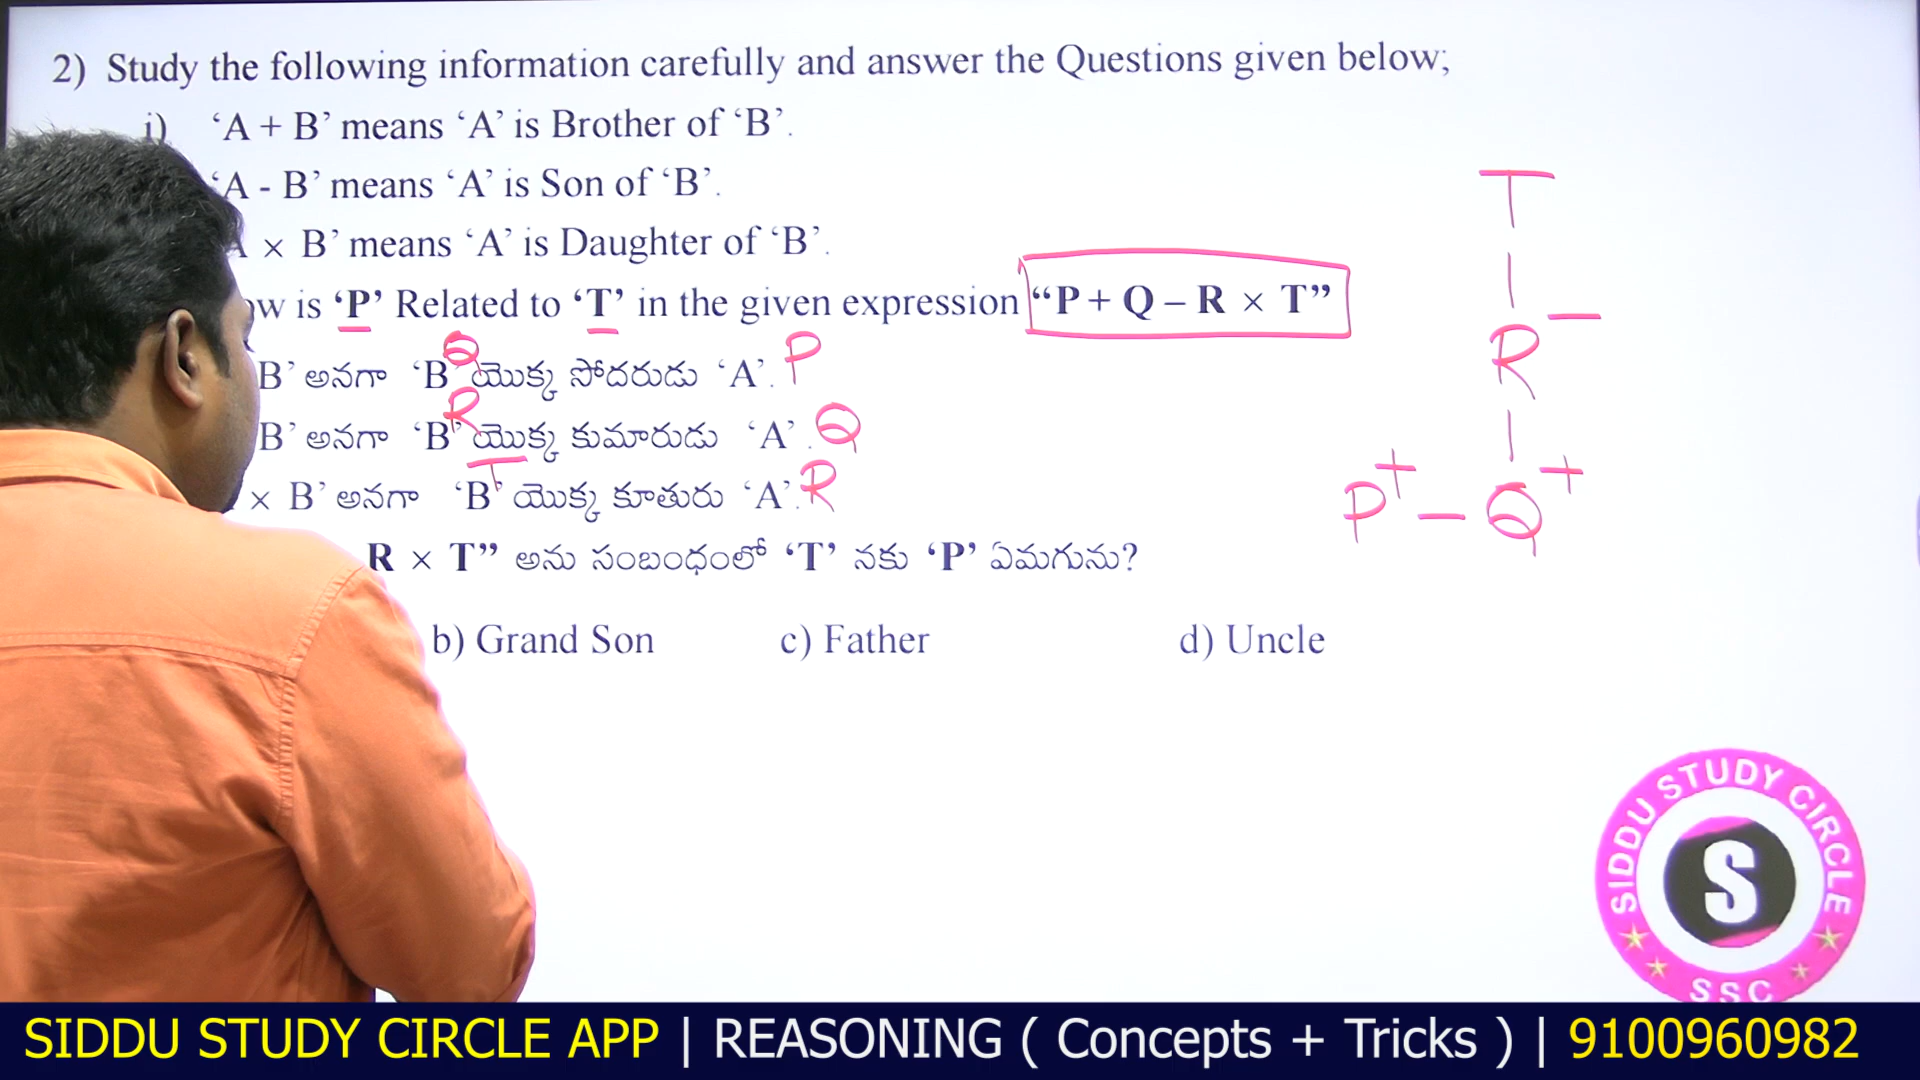 2) Study the following information carefully and answer the Questions given below;
i) ‘A + B’ means ‘A’ is Brother of ‘B’.
‘A - B’ means ‘A’ is Son of ‘B’.
× B’ means ‘A’ is Daughter of ‘B’.
is ‘P’ Related to ‘T’ in the given expression “P + Q – R × T”
B’ అనగా ‘B’ యొక్క సోదరుడు ‘A’.
Q P
B’ అనగా ‘B’ యొక్క కుమారుడు ‘A’.
R Q
× B’ అనగా ‘B’ యొక్క కూతురు ‘A’.
T R
R × T” అను సంబంధంలో ‘T’ నకు ‘P’ ఏమగును?
b) Grand Son c) Father d) Uncle
T
|
R –
|
P + – Q +
SIDDU STUDY CIRCLE
S
SSC
SIDDU STUDY CIRCLE APP | REASONING ( Concepts + Tricks ) | 9100960982